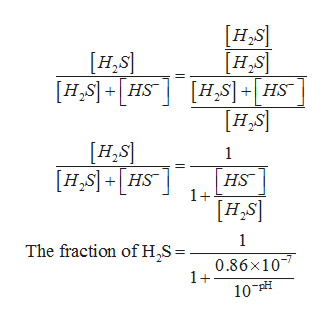 [H₂S] / ([H₂S] + [HS⁻]) = ([H₂S] / [H₂S]) / (([H₂S] + [HS⁻]) / [H₂S])
[H₂S] / ([H₂S] + [HS⁻]) = 1 / (1 + [HS⁻] / [H₂S])
The fraction of H₂S = 1 / (1 + 0.86×10⁻⁷ / 10^(-pH))